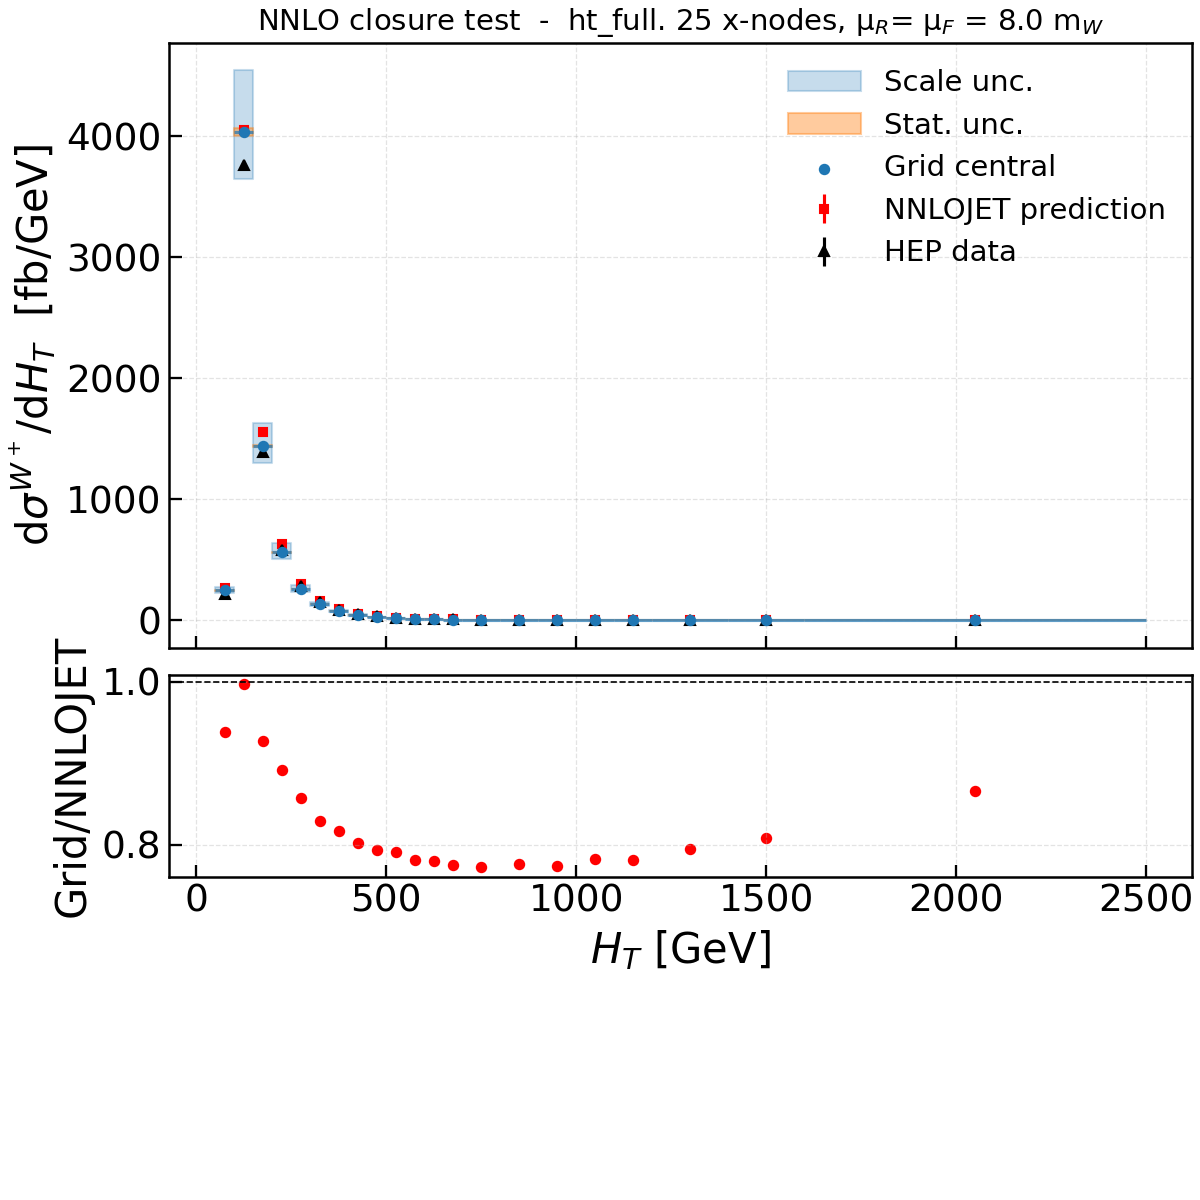 NNLO closure test - ht_full. 25 x-nodes, μR= μF = 8.0 mW
Scale unc.
Stat. unc.
Grid central
NNLOJET prediction
HEP data
dσW+/dHT [fb/GeV]
4000
3000
2000
1000
0
Grid/NNLOJET
1.0
0.8
0 500 1000 1500 2000 2500
HT [GeV]